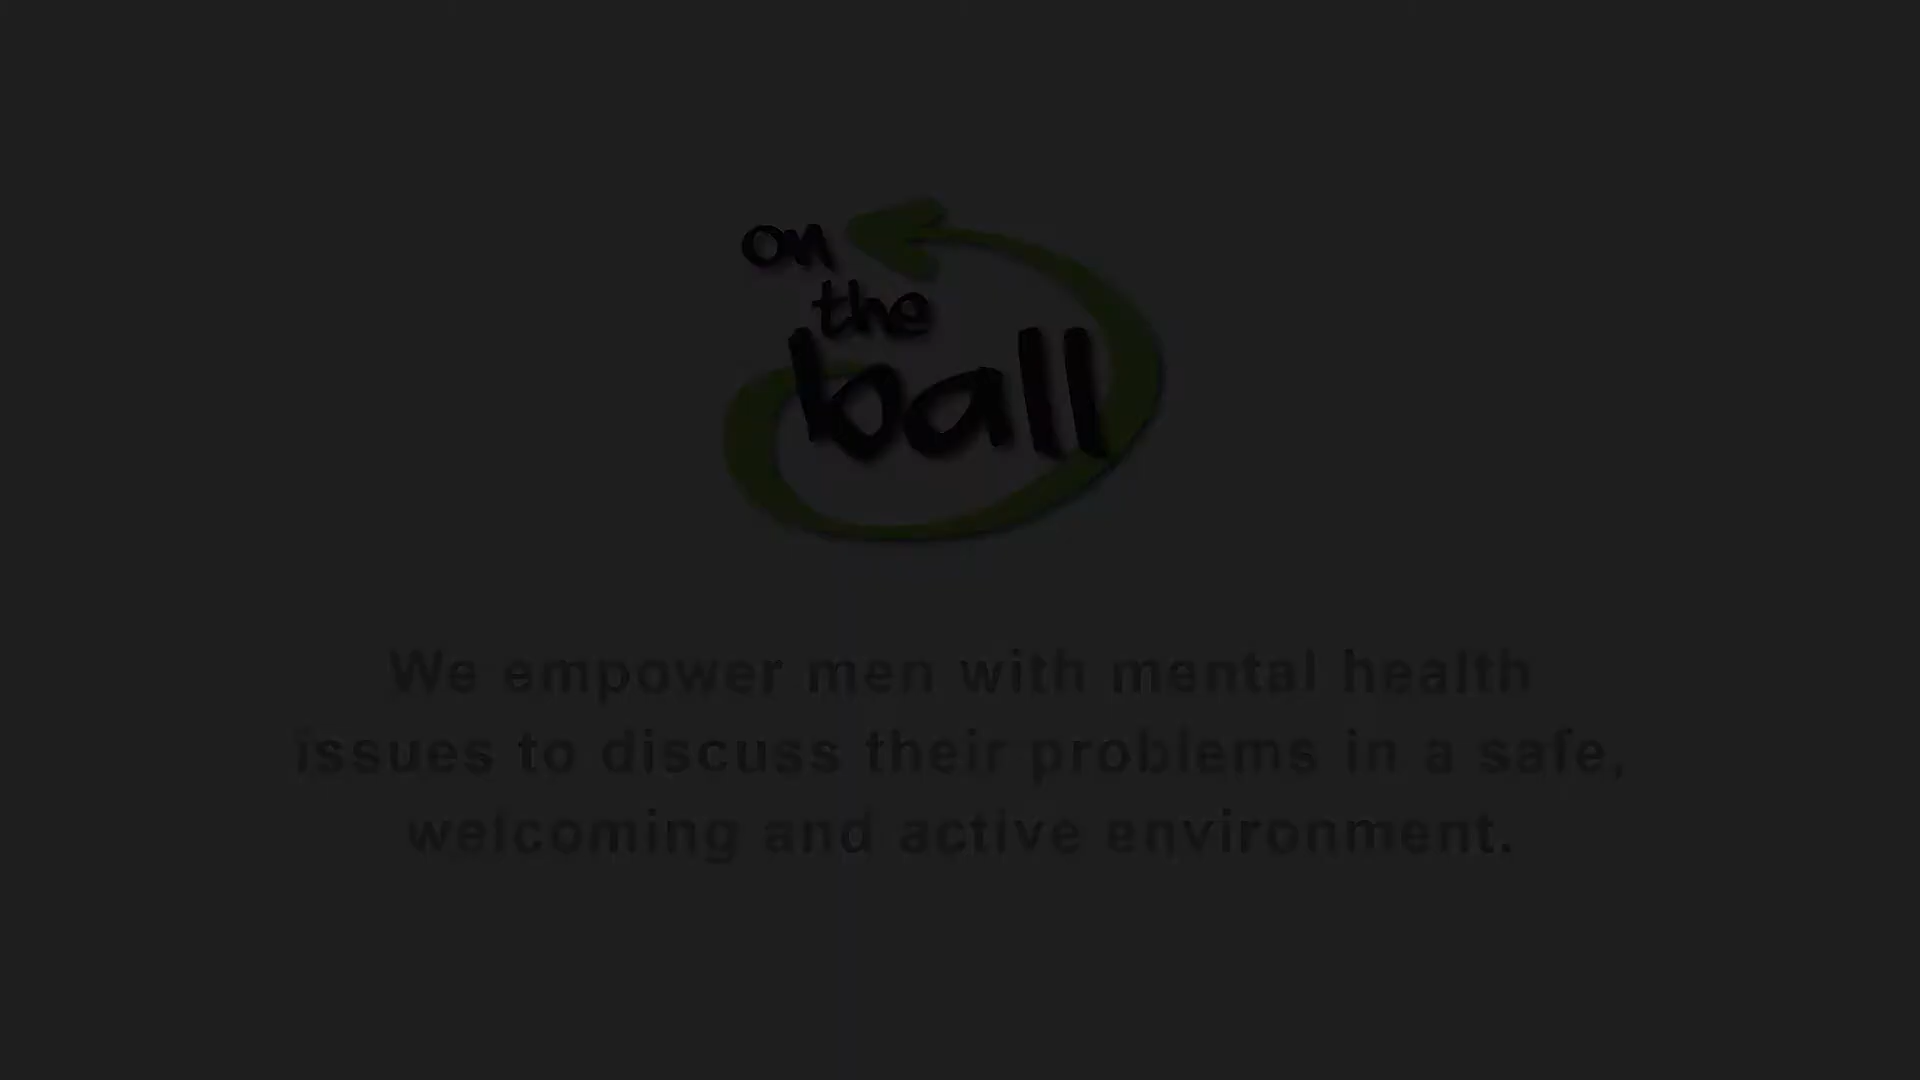 on
the
ball
We empower men with mental health
issues to discuss their problems in a safe,
welcoming and active environment.